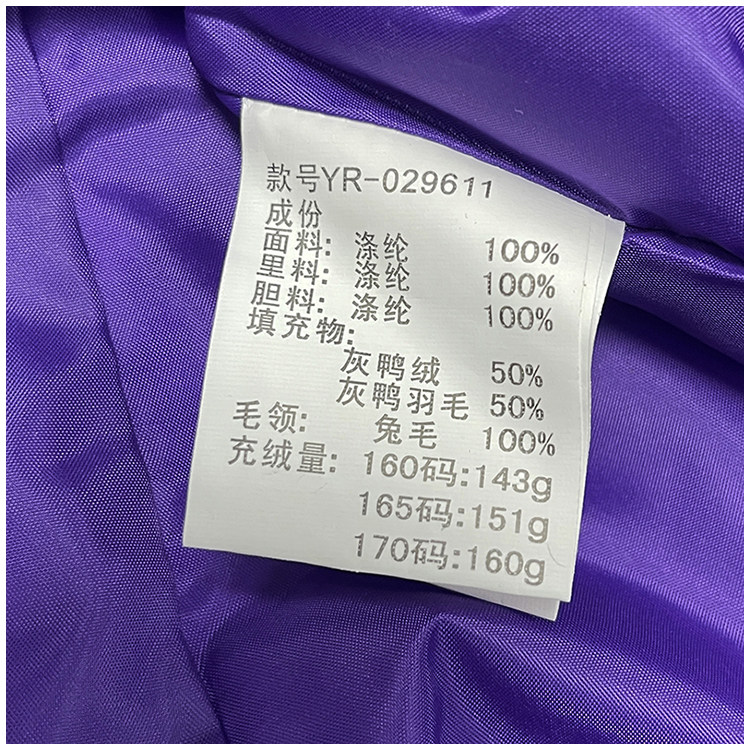 款号YR-029611
成份
面料: 涤纶 100%
里料: 涤纶 100%
胆料: 涤纶 100%
填充物:
灰鸭绒 50%
灰鸭羽毛 50%
毛领: 兔毛 100%
充绒量: 160码:143g
165码:151g
170码:160g